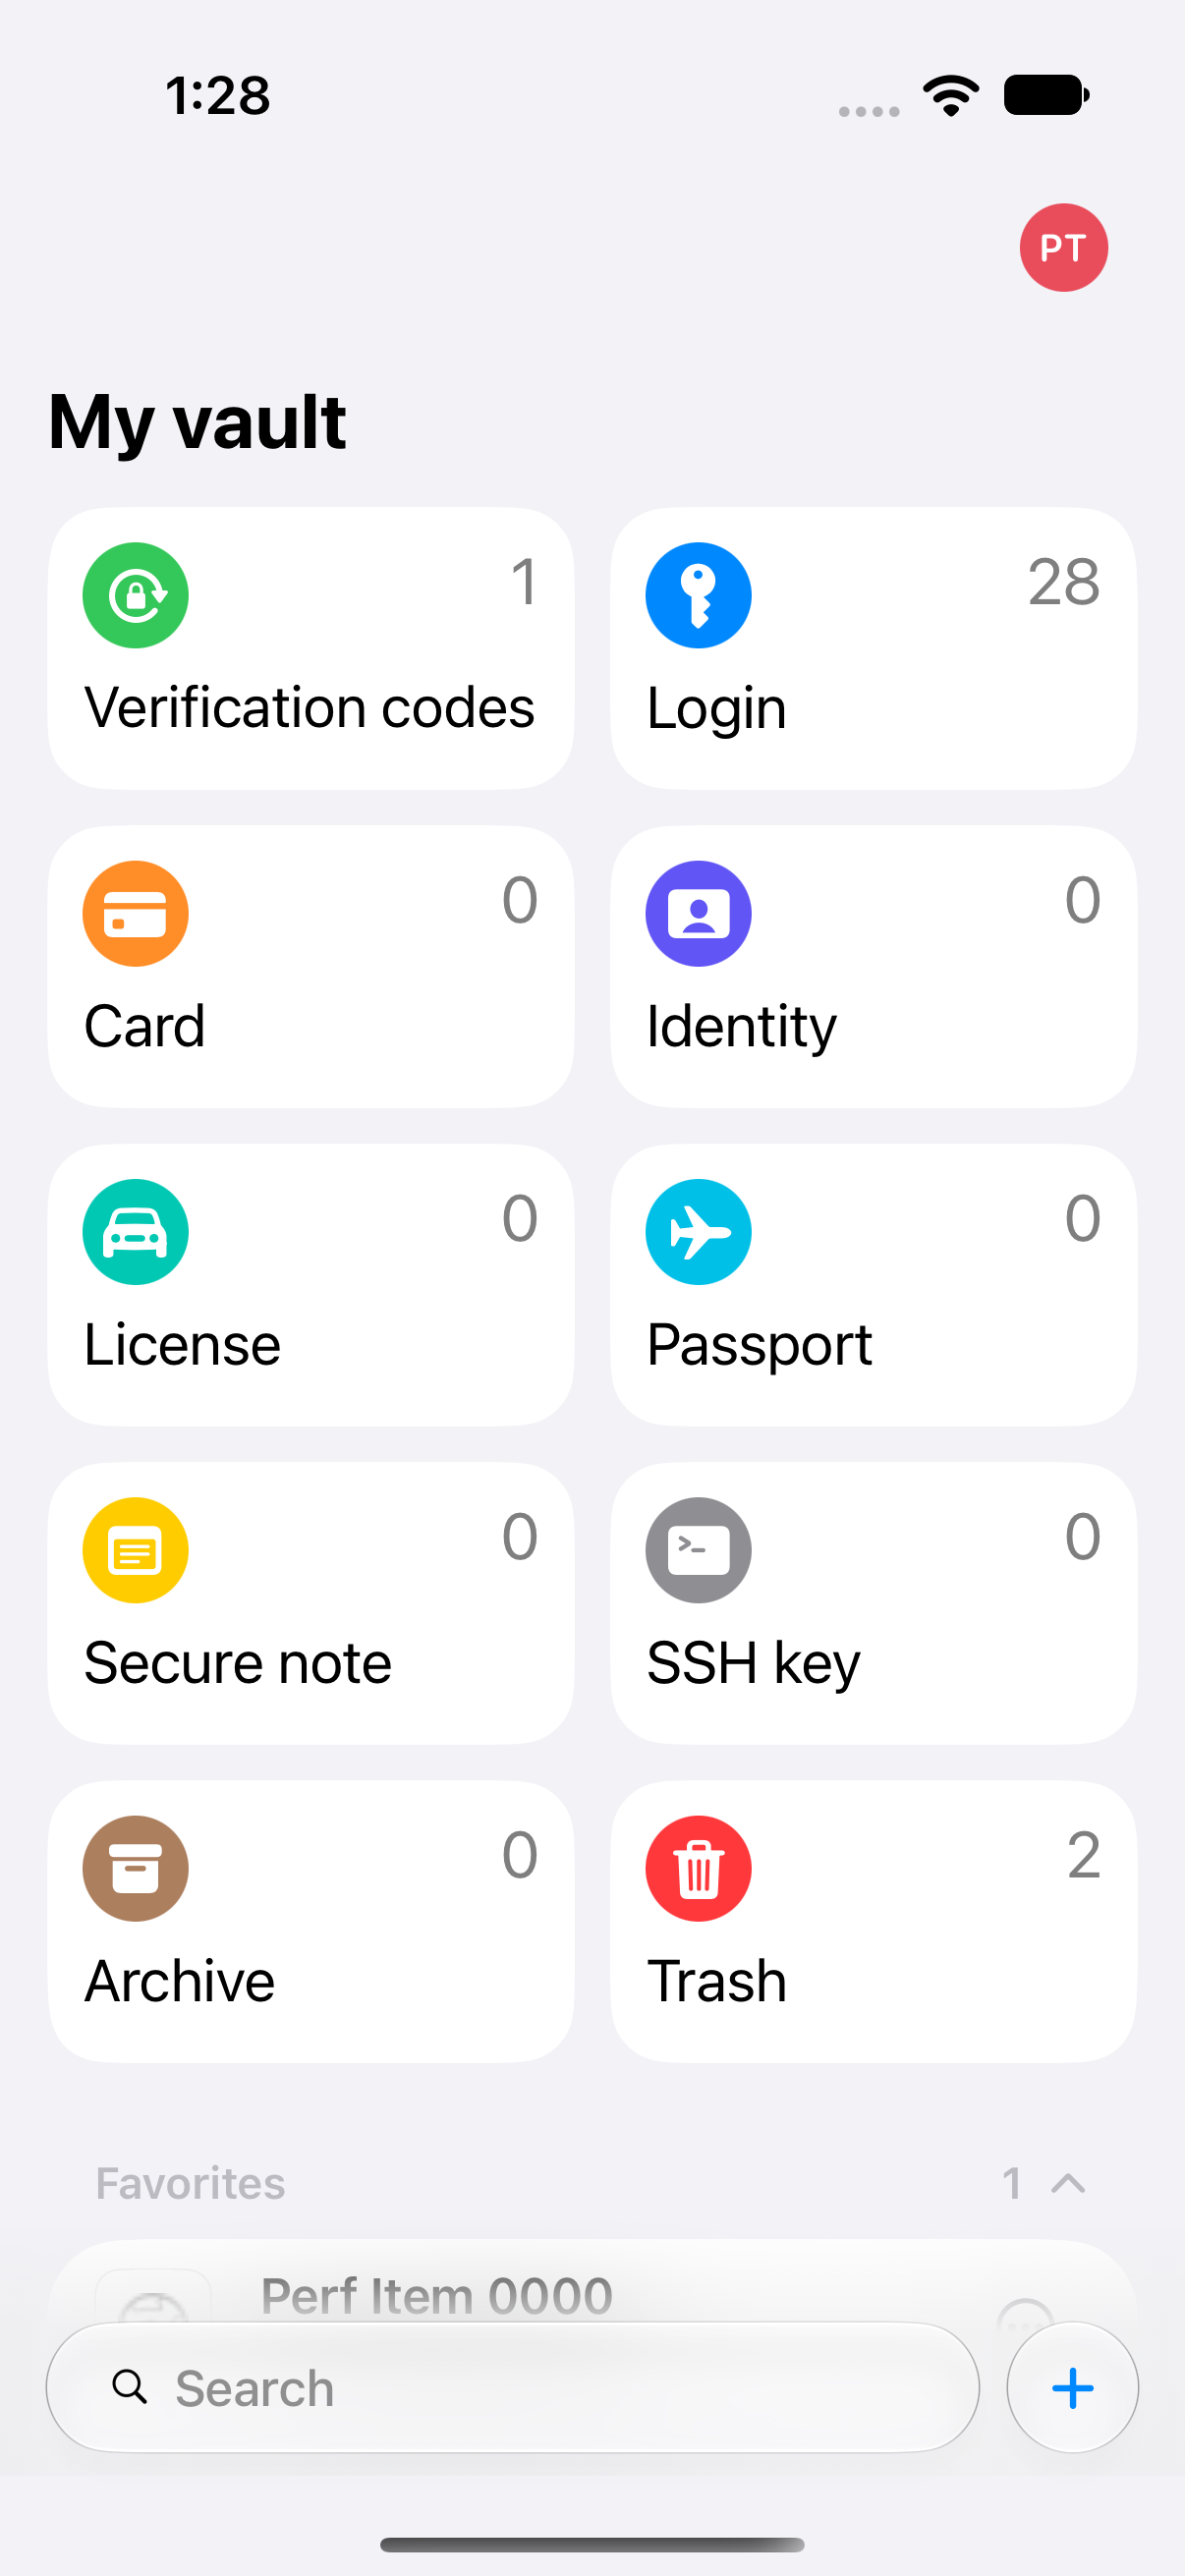 1:28
PT
My vault
1
Verification codes
28
Login
0
Card
0
Identity
0
License
0
Passport
0
Secure note
0
SSH key
0
Archive
2
Trash
Favorites 1
Perf Item 0000
Search